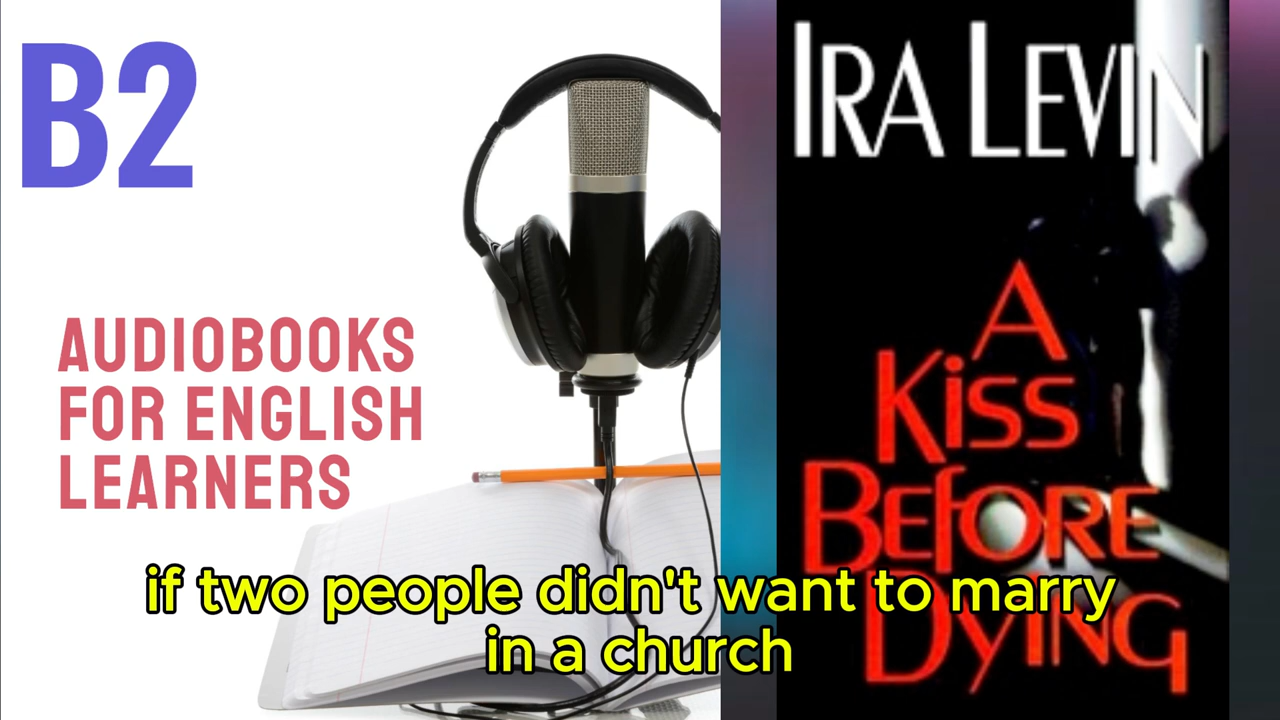 B2
AUDIOBOOKS
FOR ENGLISH
LEARNERS
IRA LEVIN
A
KISS
BEFORE
DYING
if two people didn't want to marry
in a church